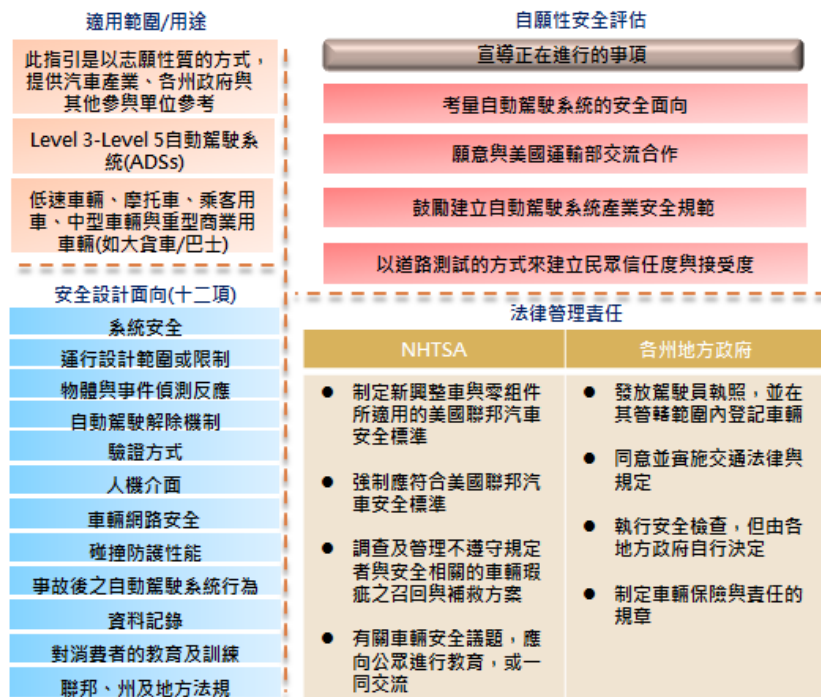 適用範圍/用途
此指引是以志願性質的方式，
提供汽車產業、各州政府與
其他參與單位參考
Level 3-Level 5自動駕駛系
統(ADSs)
低速車輛、摩托車、乘客用
車、中型車輛與重型商業用
車輛(如大貨車/巴士)
自願性安全評估
宣導正在進行的事項
考量自動駕駛系統的安全面向
願意與美國運輸部交流合作
鼓勵建立自動駕駛系統產業安全規範
以道路測試的方式來建立民眾信任度與接受度
安全設計面向(十二項)
系統安全
運行設計範圍或限制
物體與事件偵測反應
自動駕駛解除機制
驗證方式
人機介面
車輛網路安全
碰撞防護性能
事故後之自動駕駛系統行為
資料記錄
對消費者的教育及訓練
聯邦、州及地方法規
法律管理責任
NHTSA
● 制定新興整車與零組件
所適用的美國聯邦汽車
安全標準
● 強制應符合美國聯邦汽
車安全標準
● 調查及管理不遵守規定
者與安全相關的車輛瑕
疵之召回與補救方案
● 有關車輛安全議題，應
向公眾進行教育，或一
同交流
各州地方政府
● 發放駕駛員執照，並在
其管轄範圍內登記車輛
● 同意並實施交通法律與
規定
● 執行安全檢查，但由各
地方政府自行決定
● 制定車輛保險與責任的
規章